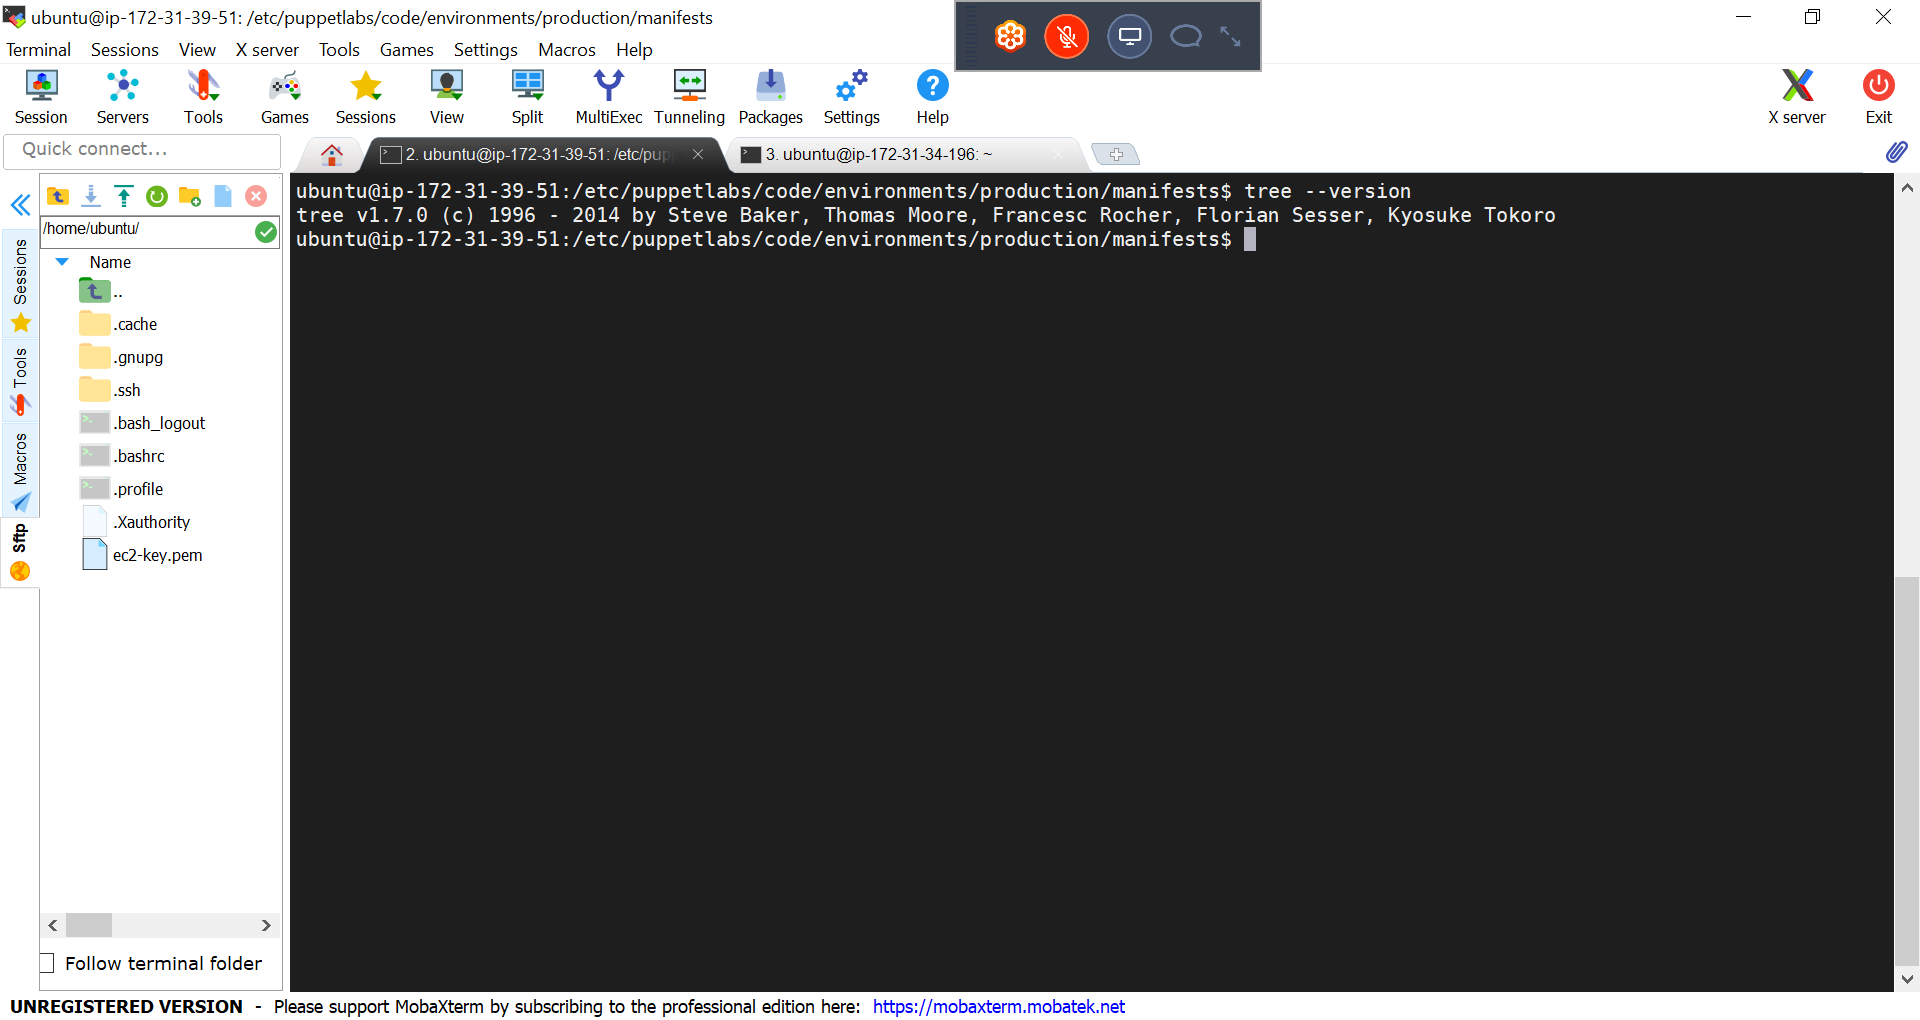 ubuntu@ip-172-31-39-51: /etc/puppetlabs/code/environments/production/manifests
Terminal Sessions View X server Tools Games Settings Macros Help
Session Servers Tools Games Sessions View Split MultiExec Tunneling Packages Settings Help X server Exit
Quick connect...
2. ubuntu@ip-172-31-39-51: /etc/pup
3. ubuntu@ip-172-31-34-196: ~
/home/ubuntu/
Name
..
.cache
.gnupg
.ssh
.bash_logout
.bashrc
.profile
.Xauthority
ec2-key.pem
Sessions
Tools
Macros
Sftp
Follow terminal folder
ubuntu@ip-172-31-39-51:/etc/puppetlabs/code/environments/production/manifests$ tree --version
tree v1.7.0 (c) 1996 - 2014 by Steve Baker, Thomas Moore, Francesc Rocher, Florian Sesser, Kyosuke Tokoro
ubuntu@ip-172-31-39-51:/etc/puppetlabs/code/environments/production/manifests$
UNREGISTERED VERSION - Please support MobaXterm by subscribing to the professional edition here: https://mobaxterm.mobatek.net